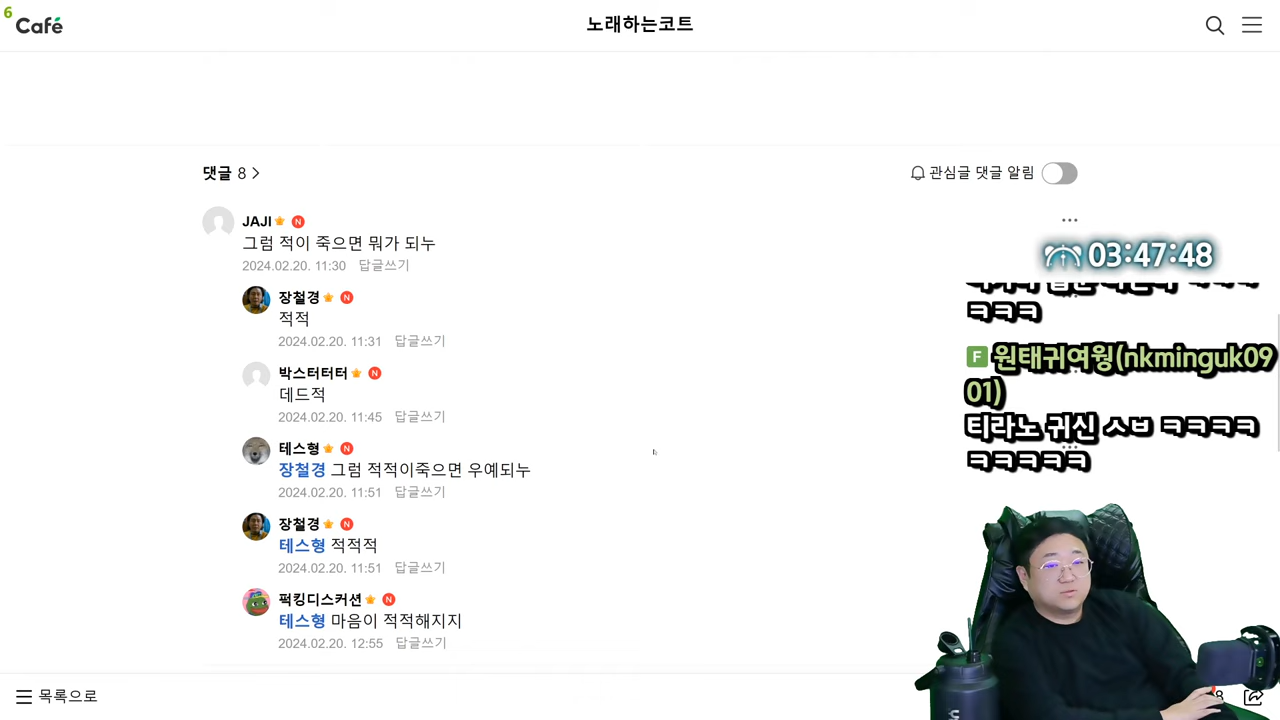 6
Café
노래하는코트
댓글 8
관심글 댓글 알림
JAJI N
그럼 적이 죽으면 뭐가 되누
2024.02.20. 11:30 답글쓰기
03:47:48
장철경 N
적적
2024.02.20. 11:31 답글쓰기
ㅋㅋㅋ
F 원태귀여웡(nkminguk09
01)
티라노 귀신 ㅅㅂ ㅋㅋㅋㅋ
ㅋㅋㅋㅋㅋ
박스터터터 N
데드적
2024.02.20. 11:45 답글쓰기
테스형 N
장철경 그럼 적적이죽으면 우예되누
2024.02.20. 11:51 답글쓰기
장철경 N
테스형 적적적
2024.02.20. 11:51 답글쓰기
퍽킹디스커션 N
테스형 마음이 적적해지지
2024.02.20. 12:55 답글쓰기
목록으로
8